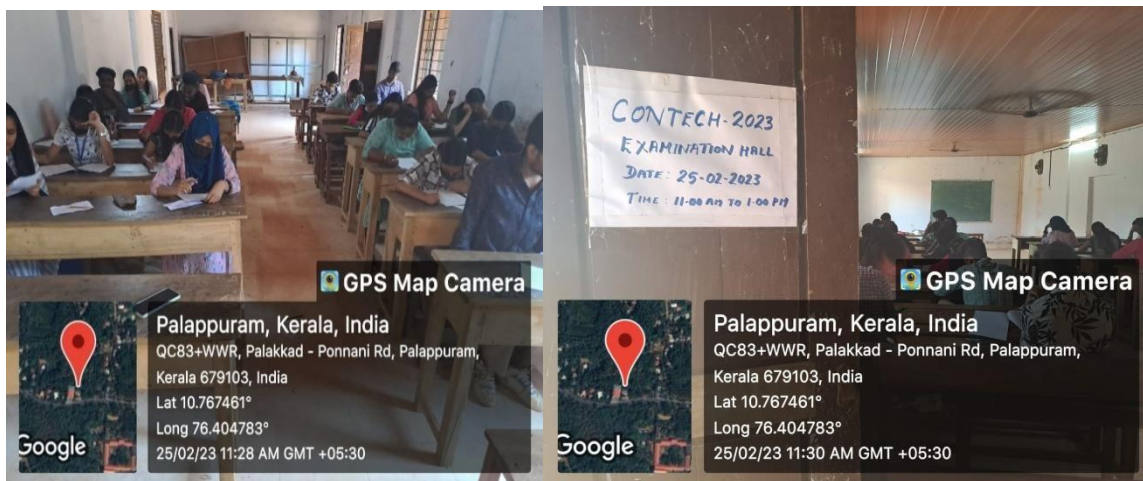 GPS Map Camera
Palappuram, Kerala, India
QC83+WWR, Palakkad - Ponnani Rd, Palappuram,
Kerala 679103, India
Lat 10.767461°
Long 76.404783°
25/02/23 11:28 AM GMT +05:30
Google
CONTECH-2023
EXAMINATION HALL
DATE: 25-02-2023
TIME: 11-00 AM TO 1-00 PM
GPS Map Camera
Palappuram, Kerala, India
QC83+WWR, Palakkad - Ponnani Rd, Palappuram,
Kerala 679103, India
Lat 10.767461°
Long 76.404783°
25/02/23 11:30 AM GMT +05:30
Google